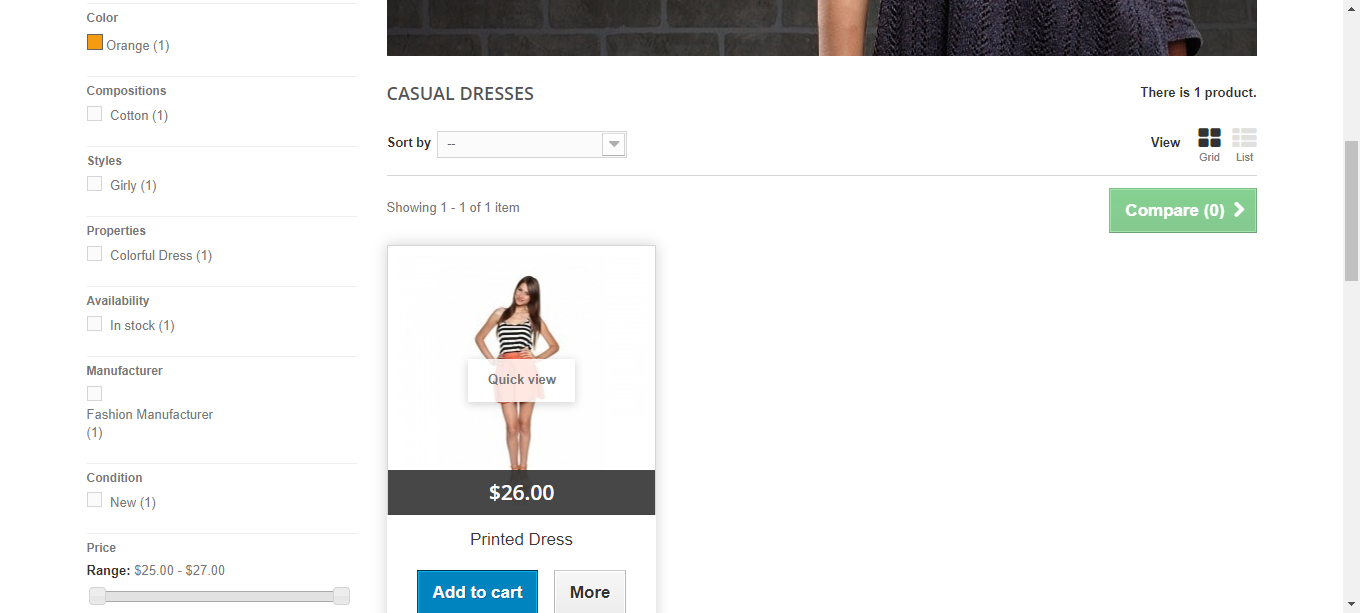 Color
Orange (1)
Compositions
Cotton (1)
Styles
Girly (1)
Properties
Colorful Dress (1)
Availability
In stock (1)
Manufacturer
Fashion Manufacturer
(1)
Condition
New (1)
Price
Range: $25.00 - $27.00
CASUAL DRESSES
There is 1 product.
Sort by
--
View
Grid
List
Showing 1 - 1 of 1 item
Compare (0)
Quick view
$26.00
Printed Dress
Add to cart
More